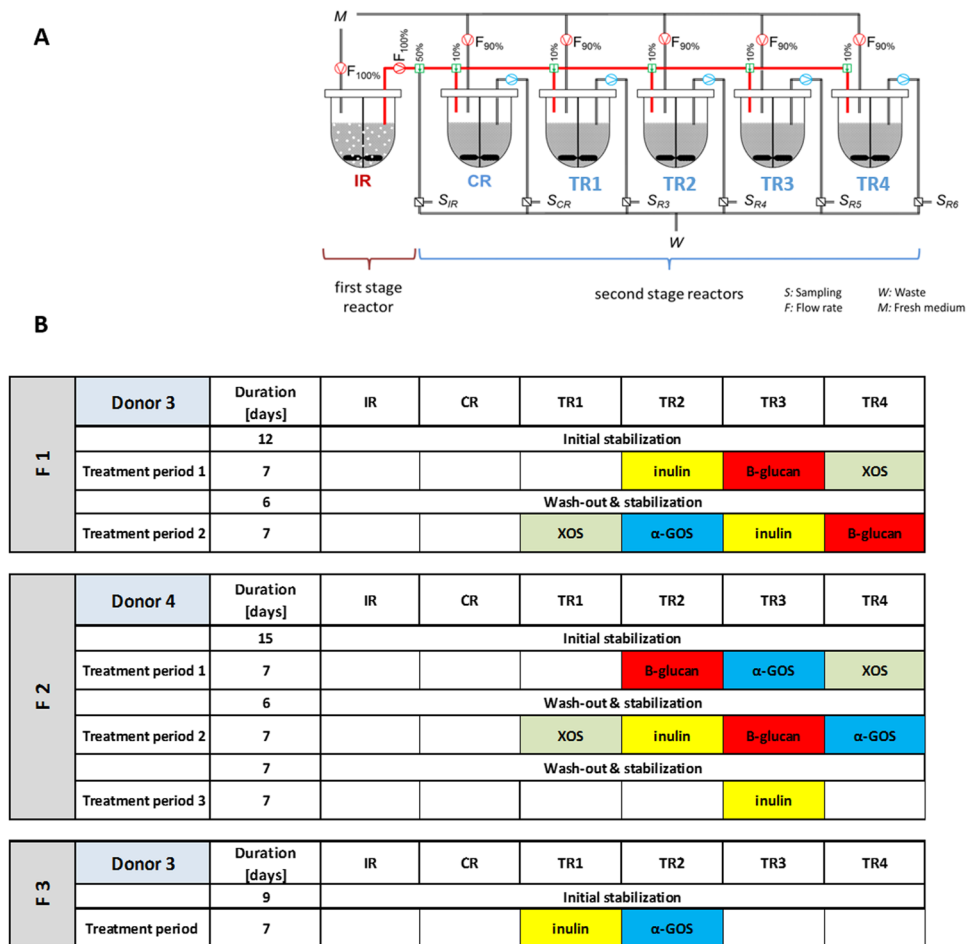 A
M
F100%
F100%
50%
10%
F90%
10%
F90%
10%
F90%
10%
F90%
10%
F90%
IR
CR
TR1
TR2
TR3
TR4
SIR
SCR
SR3
SR4
SR5
SR6
W
first stage
reactor
second stage reactors
S: Sampling
W: Waste
F: Flow rate
M: Fresh medium
B
F 1
Donor 3 Duration [days] IR CR TR1 TR2 TR3 TR4
12 Initial stabilization
Treatment period 1 7 inulin B-glucan XOS
6 Wash-out & stabilization
Treatment period 2 7 XOS α-GOS inulin B-glucan
F 2
Donor 4 Duration [days] IR CR TR1 TR2 TR3 TR4
15 Initial stabilization
Treatment period 1 7 B-glucan α-GOS XOS
6 Wash-out & stabilization
Treatment period 2 7 XOS inulin B-glucan α-GOS
7 Wash-out & stabilization
Treatment period 3 7 inulin
F 3
Donor 3 Duration [days] IR CR TR1 TR2 TR3 TR4
9 Initial stabilization
Treatment period 7 inulin α-GOS